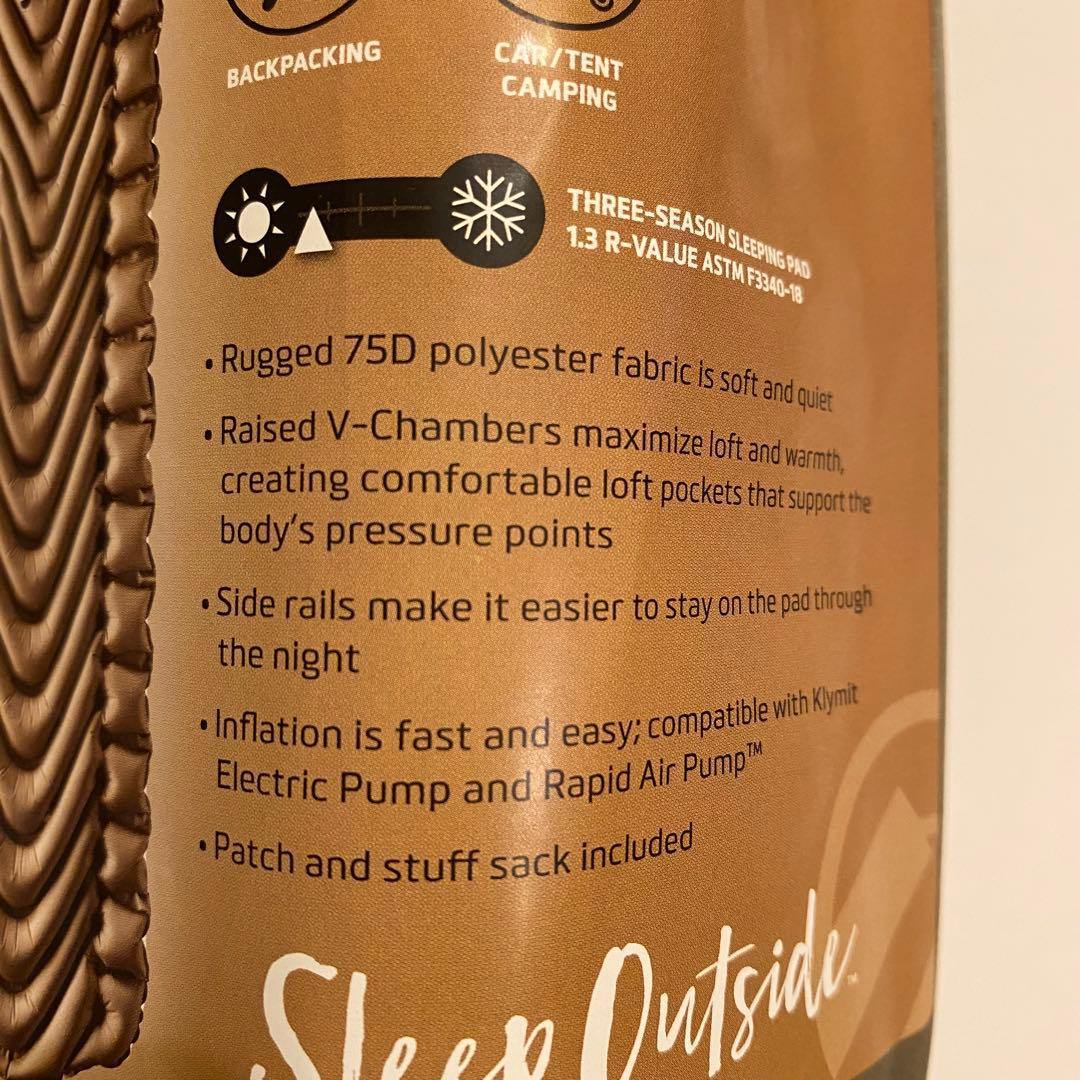 BACKPACKING
CAR/TENT
CAMPING
THREE-SEASON SLEEPING PAD
1.3 R-VALUE ASTM F3340-18
• Rugged 75D polyester fabric is soft and quiet
• Raised V-Chambers maximize loft and warmth,
creating comfortable loft pockets that support the
body's pressure points
• Side rails make it easier to stay on the pad through
the night
• Inflation is fast and easy; compatible with Klymit
Electric Pump and Rapid Air Pump™
• Patch and stuff sack included
Sleep Outside™